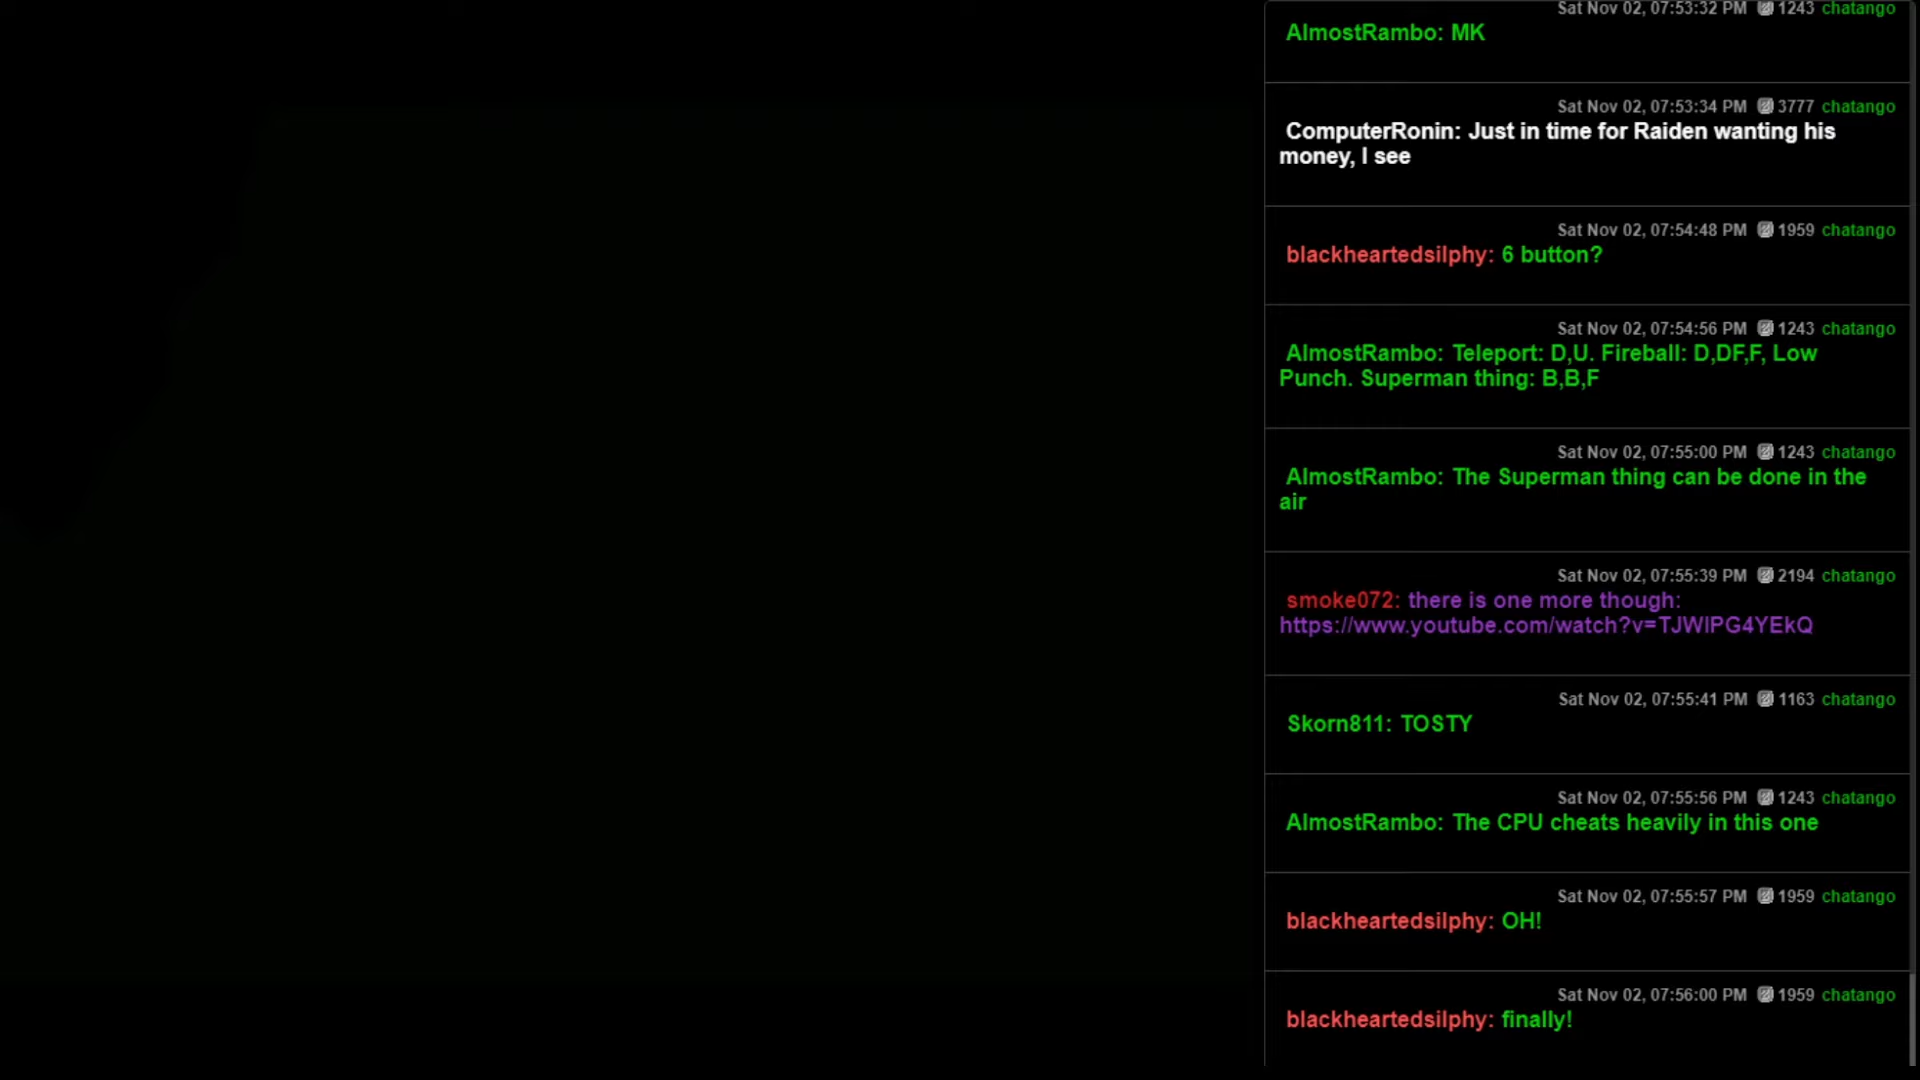 Sat Nov 02, 07:53:32 PM 1243 chatango
AlmostRambo: MK
Sat Nov 02, 07:53:34 PM 3777 chatango
ComputerRonin: Just in time for Raiden wanting his
money, I see
Sat Nov 02, 07:54:48 PM 1959 chatango
blackheartedsilphy: 6 button?
Sat Nov 02, 07:54:56 PM 1243 chatango
AlmostRambo: Teleport: D,U. Fireball: D,DF,F, Low
Punch. Superman thing: B,B,F
Sat Nov 02, 07:55:00 PM 1243 chatango
AlmostRambo: The Superman thing can be done in the
air
Sat Nov 02, 07:55:39 PM 2194 chatango
smoke072: there is one more though:
https://www.youtube.com/watch?v=TJWlPG4YEkQ
Sat Nov 02, 07:55:41 PM 1163 chatango
Skorn811: TOSTY
Sat Nov 02, 07:55:56 PM 1243 chatango
AlmostRambo: The CPU cheats heavily in this one
Sat Nov 02, 07:55:57 PM 1959 chatango
blackheartedsilphy: OH!
Sat Nov 02, 07:56:00 PM 1959 chatango
blackheartedsilphy: finally!